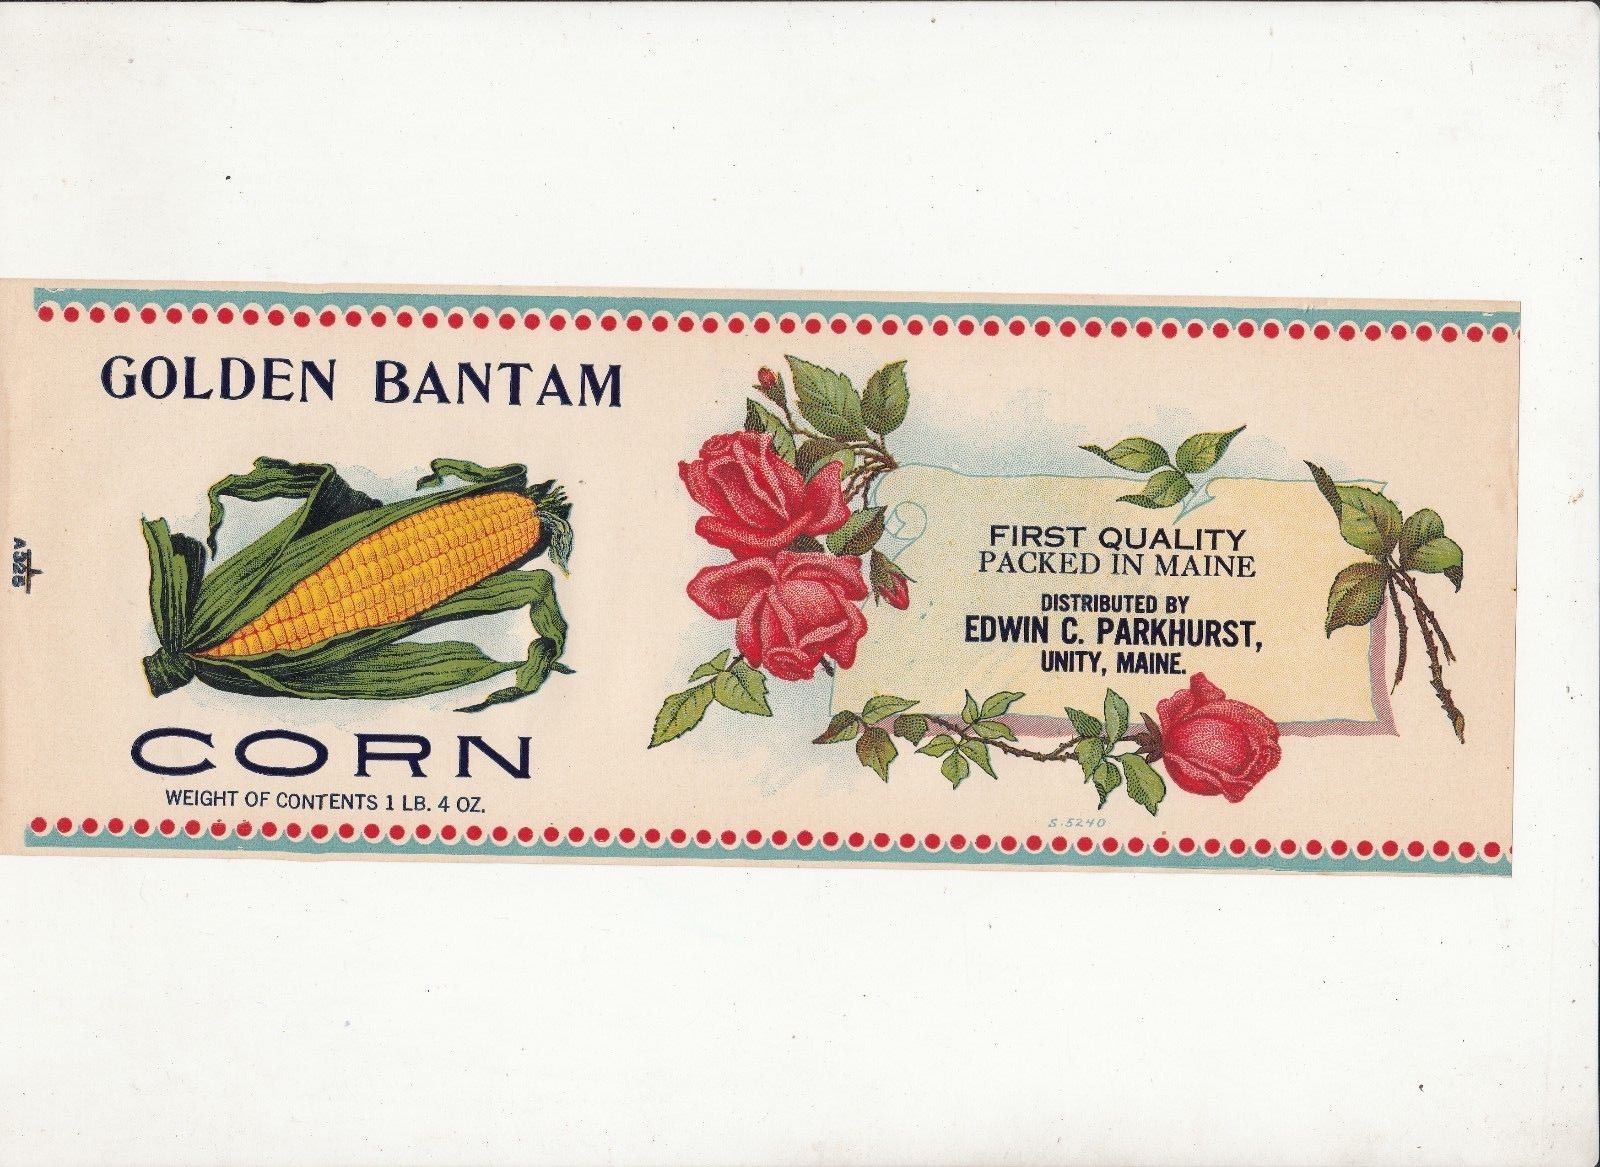 GOLDEN BANTAM
CORN
WEIGHT OF CONTENTS 1 LB. 4 OZ.
A326
FIRST QUALITY
PACKED IN MAINE
DISTRIBUTED BY
EDWIN C. PARKHURST,
UNITY, MAINE.
S-5240